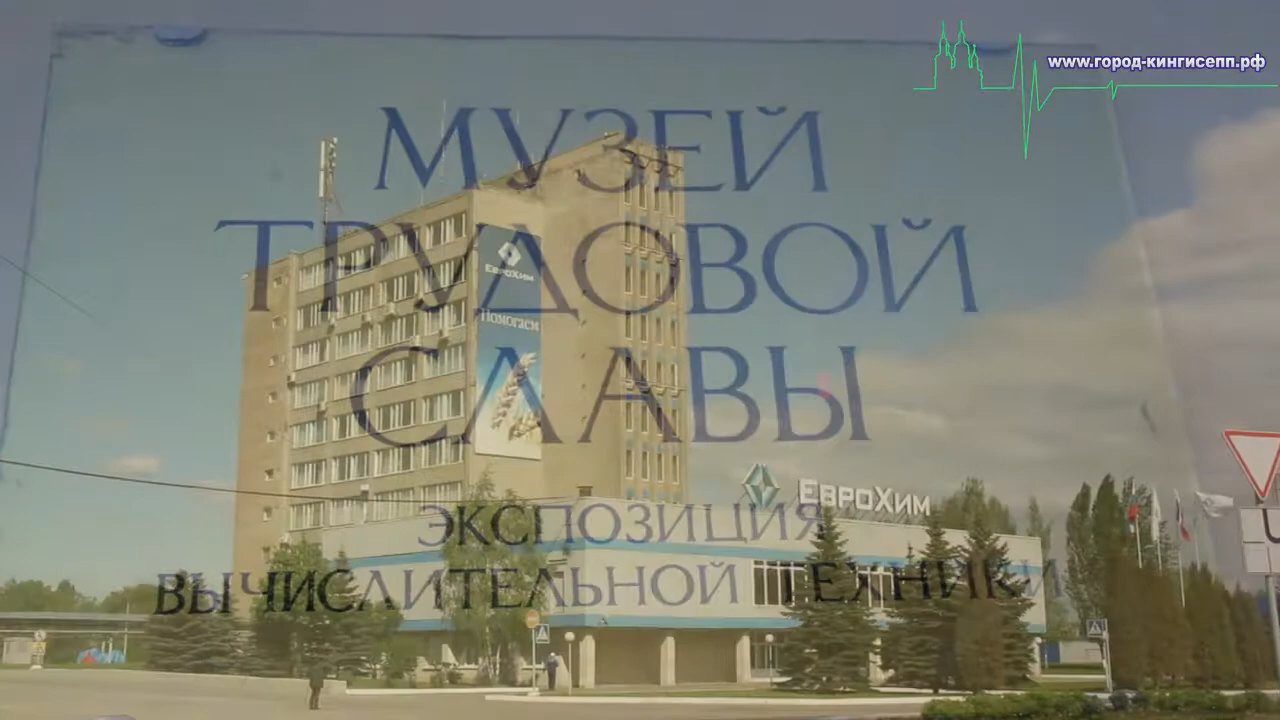 www.город-кингисепп.рф
МУЗЕЙ
ТРУДОВОЙ
СЛАВЫ
ЕВРОХИМ
Помогаем
ЕВРОХИМ
ЭКСПОЗИЦИЯ
ВЫЧИСЛИТЕЛЬНОЙ ТЕХНИКИ